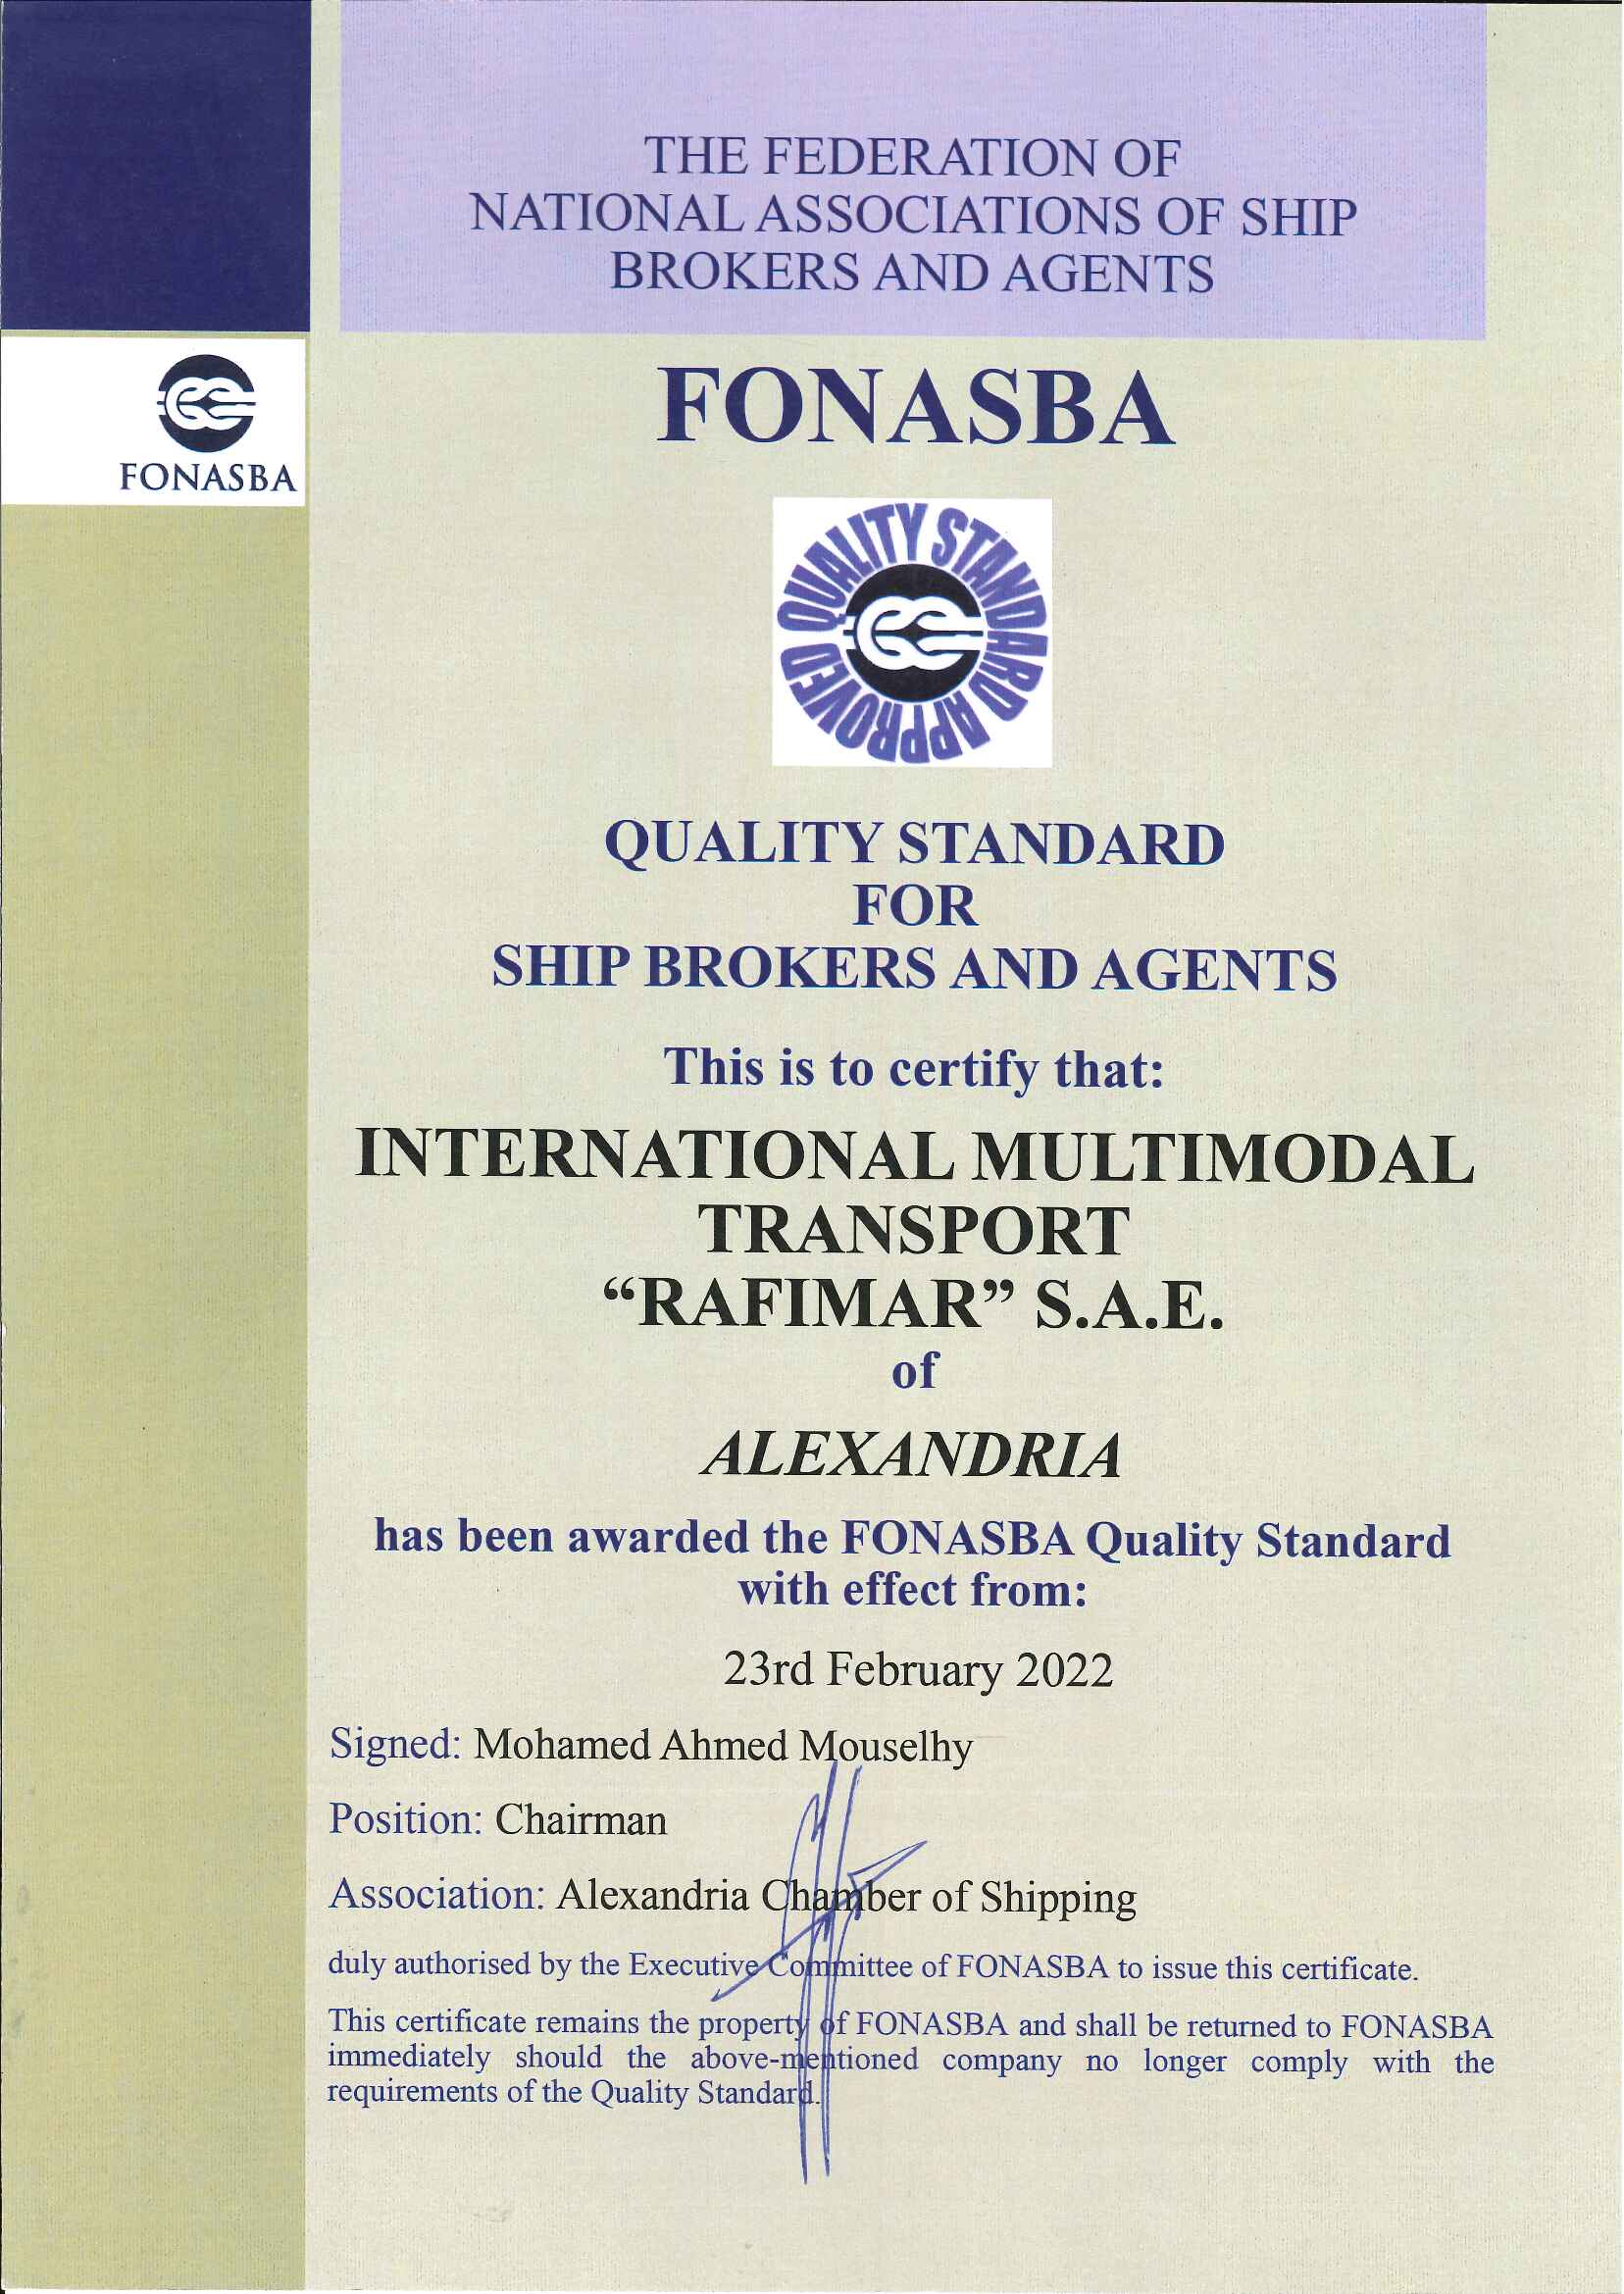 THE FEDERATION OF
NATIONAL ASSOCIATIONS OF SHIP
BROKERS AND AGENTS
FONASBA
FONASBA
QUALITY STANDARD APPROVED
QUALITY STANDARD
FOR
SHIP BROKERS AND AGENTS
This is to certify that:
INTERNATIONAL MULTIMODAL
TRANSPORT
“RAFIMAR” S.A.E.
of
ALEXANDRIA
has been awarded the FONASBA Quality Standard
with effect from:
23rd February 2022
Signed: Mohamed Ahmed Mouselhy
Position: Chairman
Association: Alexandria Chamber of Shipping
duly authorised by the Executive Committee of FONASBA to issue this certificate.
This certificate remains the property of FONASBA and shall be returned to FONASBA
immediately should the above-mentioned company no longer comply with the
requirements of the Quality Standard.